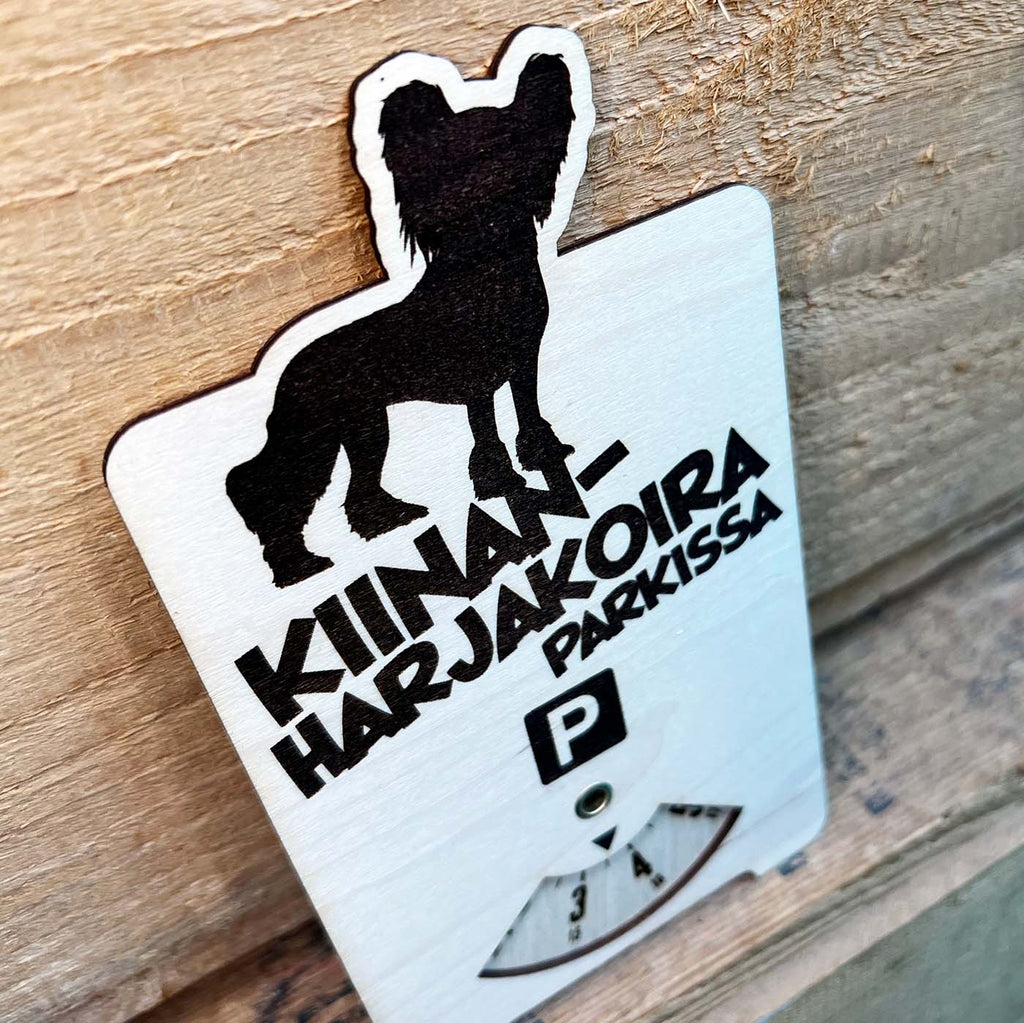 KIINAN-
HARJAKOIRA
PARKISSA
P
3 4